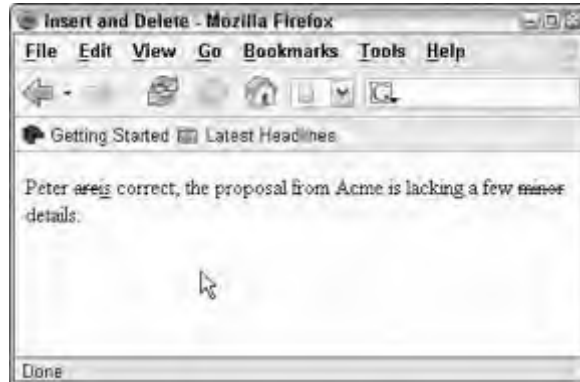 Insert and Delete - Mozilla Firefox
File Edit View Go Bookmarks Tools Help
G
Getting Started Latest Headlines
Peter areis correct, the proposal from Acme is lacking a few minor
details.
Done